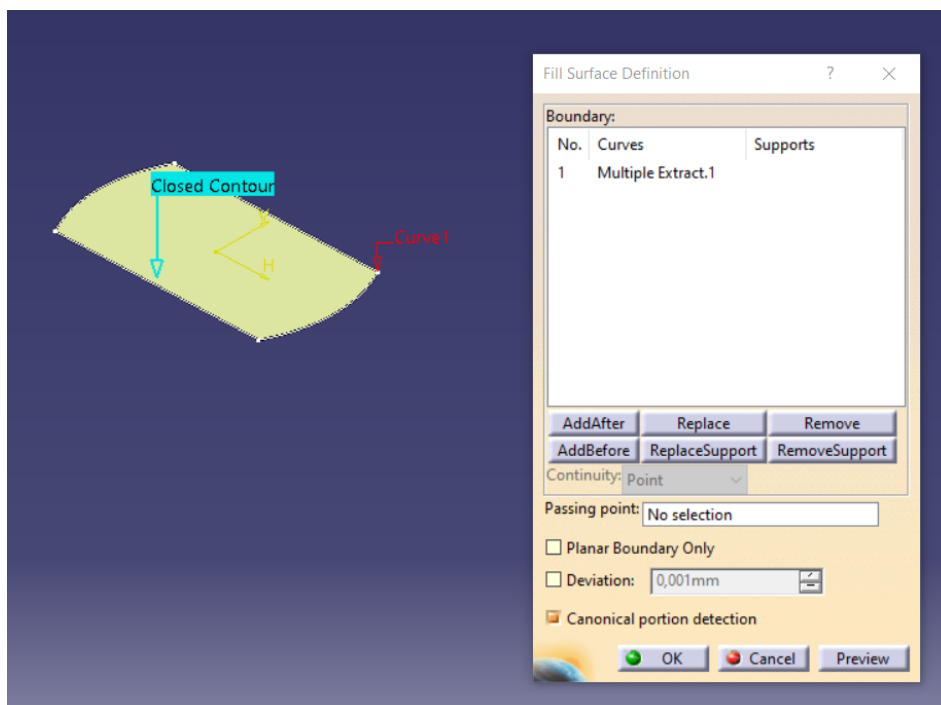 Closed Contour
V
H
Curve1
Fill Surface Definition ? ×
Boundary:
No. Curves Supports
1 Multiple Extract.1
AddAfter Replace Remove
AddBefore ReplaceSupport RemoveSupport
Continuity: Point
Passing point: No selection
Planar Boundary Only
Deviation: 0,001mm
Canonical portion detection
OK Cancel Preview